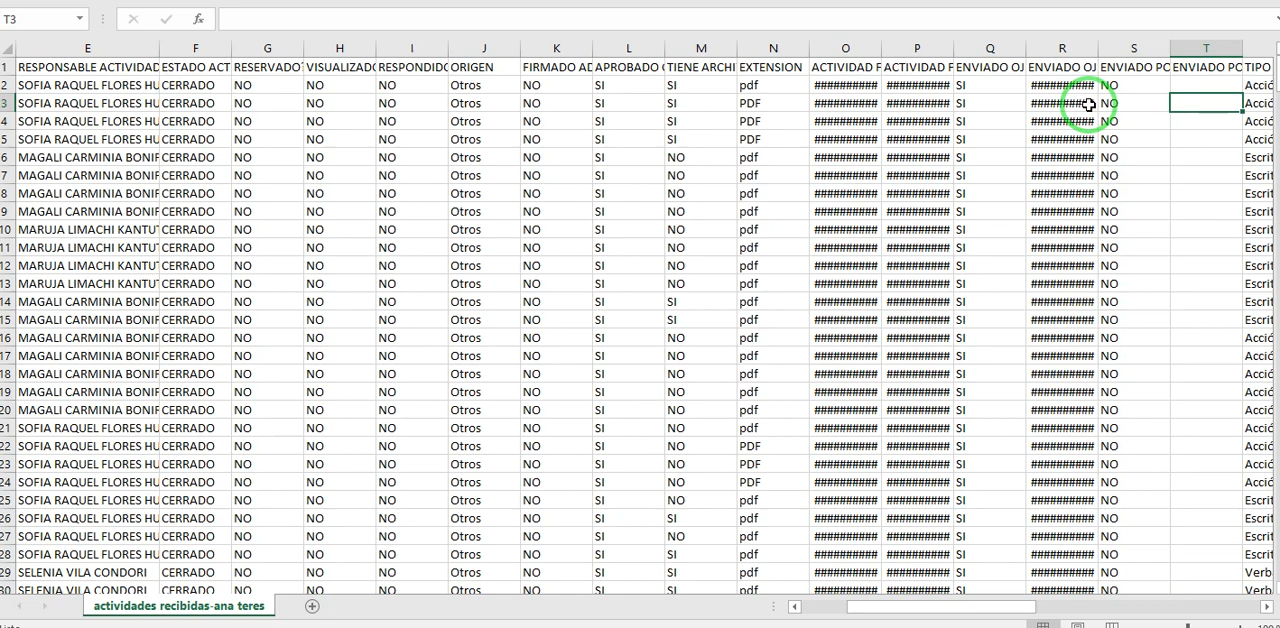 T3
fx
E F G H I J K L M N O P Q R S T
1 RESPONSABLE ACTIVIDAD ESTADO ACT RESERVADO VISUALIZADO RESPONDIDO ORIGEN FIRMADO AD APROBADO TIENE ARCHI EXTENSION ACTIVIDAD F ACTIVIDAD F ENVIADO OJ ENVIADO OJ ENVIADO PO ENVIADO PO TIPO
2 SOFIA RAQUEL FLORES HU CERRADO NO NO NO Otros NO SI SI pdf ########## ########## SI ########## NO Acció
3 SOFIA RAQUEL FLORES HU CERRADO NO NO NO Otros NO SI SI PDF ########## ########## SI ########## NO Acció
4 SOFIA RAQUEL FLORES HU CERRADO NO NO NO Otros NO SI SI PDF ########## ########## SI ########## NO Acció
5 SOFIA RAQUEL FLORES HU CERRADO NO NO NO Otros NO SI SI PDF ########## ########## SI ########## NO Acció
6 MAGALI CARMINIA BONIF CERRADO NO NO NO Otros NO SI NO pdf ########## ########## SI ########## NO Escrit
7 MAGALI CARMINIA BONIF CERRADO NO NO NO Otros NO SI NO pdf ########## ########## SI ########## NO Escrit
8 MAGALI CARMINIA BONIF CERRADO NO NO NO Otros NO SI NO pdf ########## ########## SI ########## NO Escrit
9 MAGALI CARMINIA BONIF CERRADO NO NO NO Otros NO SI NO pdf ########## ########## SI ########## NO Escrit
10 MARUJA LIMACHI KANTUT CERRADO NO NO NO Otros NO SI NO pdf ########## ########## SI ########## NO Escrit
11 MARUJA LIMACHI KANTUT CERRADO NO NO NO Otros NO SI NO pdf ########## ########## SI ########## NO Escrit
12 MARUJA LIMACHI KANTUT CERRADO NO NO NO Otros NO SI NO pdf ########## ########## SI ########## NO Escrit
13 MARUJA LIMACHI KANTUT CERRADO NO NO NO Otros NO SI NO pdf ########## ########## SI ########## NO Escrit
14 MAGALI CARMINIA BONIF CERRADO NO NO NO Otros NO SI SI pdf ########## ########## SI ########## NO Escrit
15 MAGALI CARMINIA BONIF CERRADO NO NO NO Otros NO SI SI pdf ########## ########## SI ########## NO Escrit
16 MAGALI CARMINIA BONIF CERRADO NO NO NO Otros NO SI NO pdf ########## ########## SI ########## NO Acció
17 MAGALI CARMINIA BONIF CERRADO NO NO NO Otros NO SI NO pdf ########## ########## SI ########## NO Acció
18 MAGALI CARMINIA BONIF CERRADO NO NO NO Otros NO SI NO pdf ########## ########## SI ########## NO Acció
19 MAGALI CARMINIA BONIF CERRADO NO NO NO Otros NO SI NO pdf ########## ########## SI ########## NO Acció
20 MAGALI CARMINIA BONIF CERRADO NO NO NO Otros NO SI NO pdf ########## ########## SI ########## NO Acció
21 SOFIA RAQUEL FLORES HU CERRADO NO NO NO Otros NO SI NO pdf ########## ########## SI ########## NO Acció
22 SOFIA RAQUEL FLORES HU CERRADO NO NO NO Otros NO SI NO PDF ########## ########## SI ########## NO Acció
23 SOFIA RAQUEL FLORES HU CERRADO NO NO NO Otros NO SI NO PDF ########## ########## SI ########## NO Acció
24 SOFIA RAQUEL FLORES HU CERRADO NO NO NO Otros NO SI NO PDF ########## ########## SI ########## NO Acció
25 SOFIA RAQUEL FLORES HU CERRADO NO NO NO Otros NO SI NO pdf ########## ########## SI ########## NO Escrit
26 SOFIA RAQUEL FLORES HU CERRADO NO NO NO Otros NO SI SI pdf ########## ########## SI ########## NO Escrit
27 SOFIA RAQUEL FLORES HU CERRADO NO NO NO Otros NO SI NO pdf ########## ########## SI ########## NO Escrit
28 SOFIA RAQUEL FLORES HU CERRADO NO NO NO Otros NO SI SI pdf ########## ########## SI ########## NO Escrit
29 SELENIA VILA CONDORI CERRADO NO NO NO Otros NO SI SI pdf ########## ########## SI ########## NO Verb
30 SELENIA VILA CONDORI CERRADO NO NO NO Otros NO SI SI pdf ########## ########## SI ########## NO Verb
actividades recibidas-ana teres